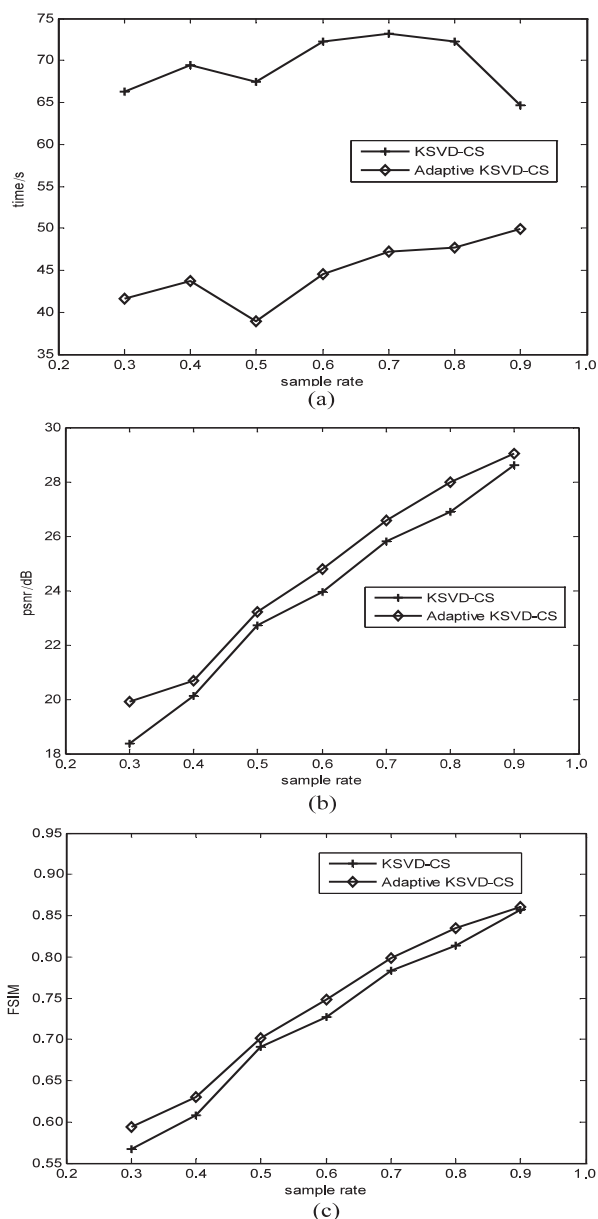 75
70
65
60
55
50
45
40
35
time/s
KSVD-CS
Adaptive KSVD-CS
0.2 0.3 0.4 0.5 0.6 0.7 0.8 0.9 1.0
sample rate
(a)
30
28
26
24
22
20
18
psnr/dB
KSVD-CS
Adaptive KSVD-CS
0.2 0.3 0.4 0.5 0.6 0.7 0.8 0.9 1.0
sample rate
(b)
0.95
0.90
0.85
0.80
0.75
0.70
0.65
0.60
0.55
FSIM
KSVD-CS
Adaptive KSVD-CS
0.2 0.3 0.4 0.5 0.6 0.7 0.8 0.9 1.0
sample rate
(c)